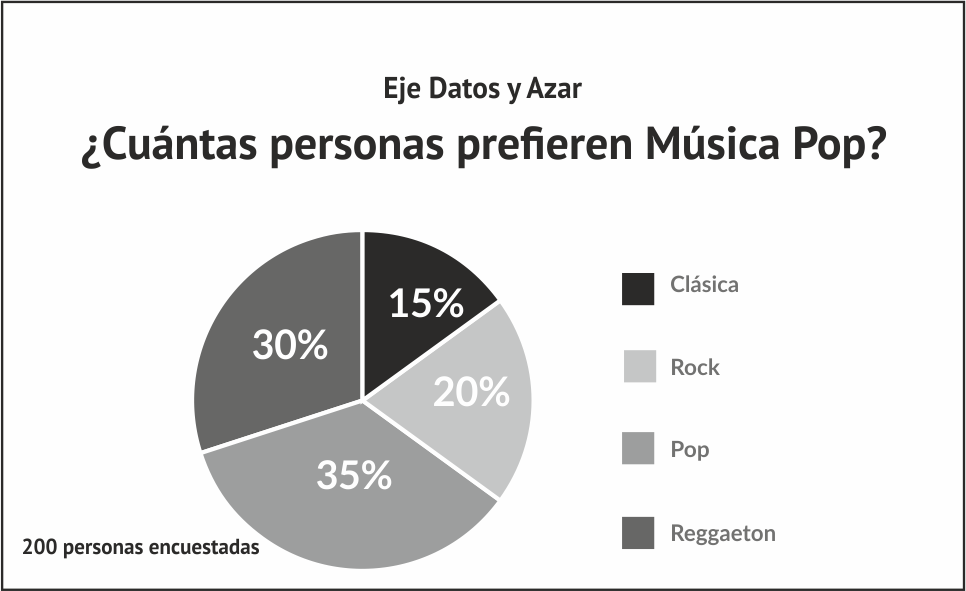 Eje Datos y Azar
¿Cuántas personas prefieren Música Pop?
15%
30%
20%
35%
Clásica
Rock
Pop
Reggaeton
200 personas encuestadas